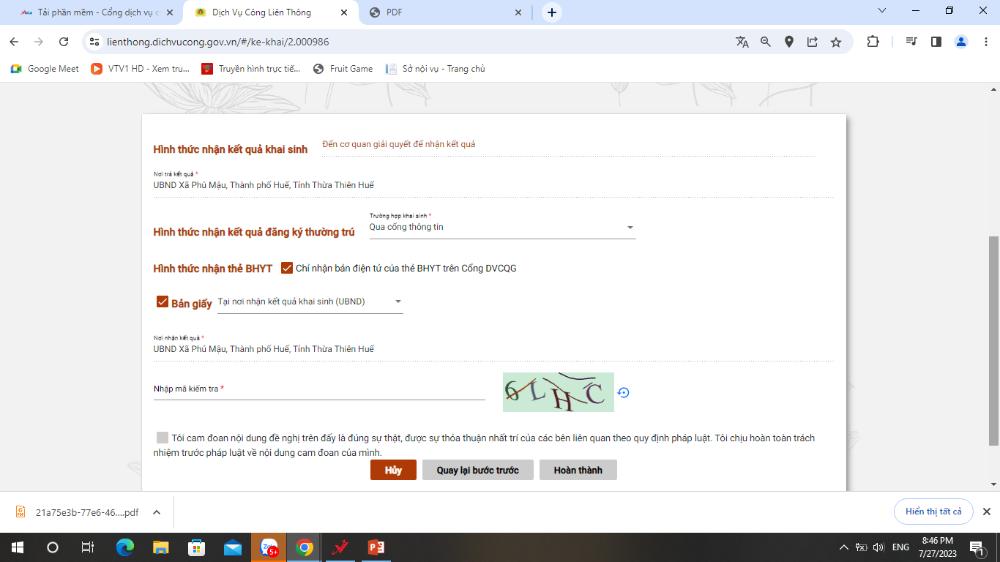 Tải phần mềm - Cổng dịch vụ c
Dịch Vụ Công Liên Thông
PDF
lienthong.dichvucong.gov.vn/#/ke-khai/2.000986
Google Meet
VTV1 HD - Xem tru...
Truyền hình trực tiế...
Fruit Game
Sở nội vụ - Trang chủ
Hình thức nhận kết quả khai sinh
Đến cơ quan giải quyết để nhận kết quả
Nơi trả kết quả *
UBND Xã Phú Mậu, Thành phố Huế, Tỉnh Thừa Thiên Huế
Hình thức nhận kết quả đăng ký thường trú
Trường hợp khai sinh *
Qua cổng thông tin
Hình thức nhận thẻ BHYT
Chỉ nhận bản điện tử của thẻ BHYT trên Cổng DVCQG
Bản giấy
Tại nơi nhận kết quả khai sinh (UBND)
Nơi nhận kết quả *
UBND Xã Phú Mậu, Thành phố Huế, Tỉnh Thừa Thiên Huế
Nhập mã kiểm tra *
6LHC
Tôi cam đoan nội dung đề nghị trên đấy là đúng sự thật, được sự thỏa thuận nhất trí của các bên liên quan theo quy định pháp luật. Tôi chịu hoàn toàn trách
nhiệm trước pháp luật về nội dung cam đoan của mình.
Hủy
Quay lại bước trước
Hoàn thành
21a75e3b-77e6-46....pdf
Hiển thị tất cả
5+
ENG
8:46 PM
7/27/2023
1